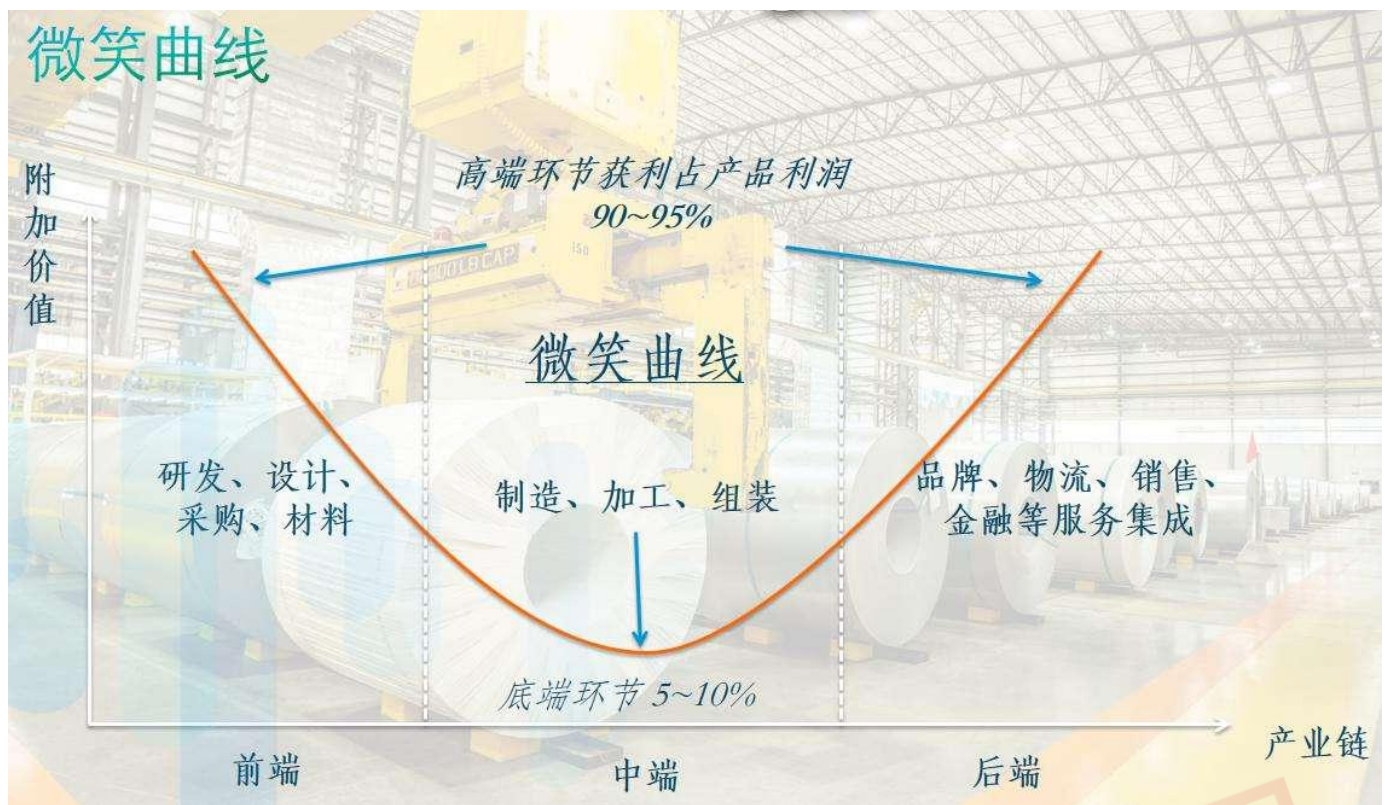 微笑曲线
附加价值
高端环节获利占产品利润
90~95%
微笑曲线
研发、设计、
采购、材料
制造、加工、组装
品牌、物流、销售、
金融等服务集成
底端环节 5~10%
前端
中端
后端
产业链